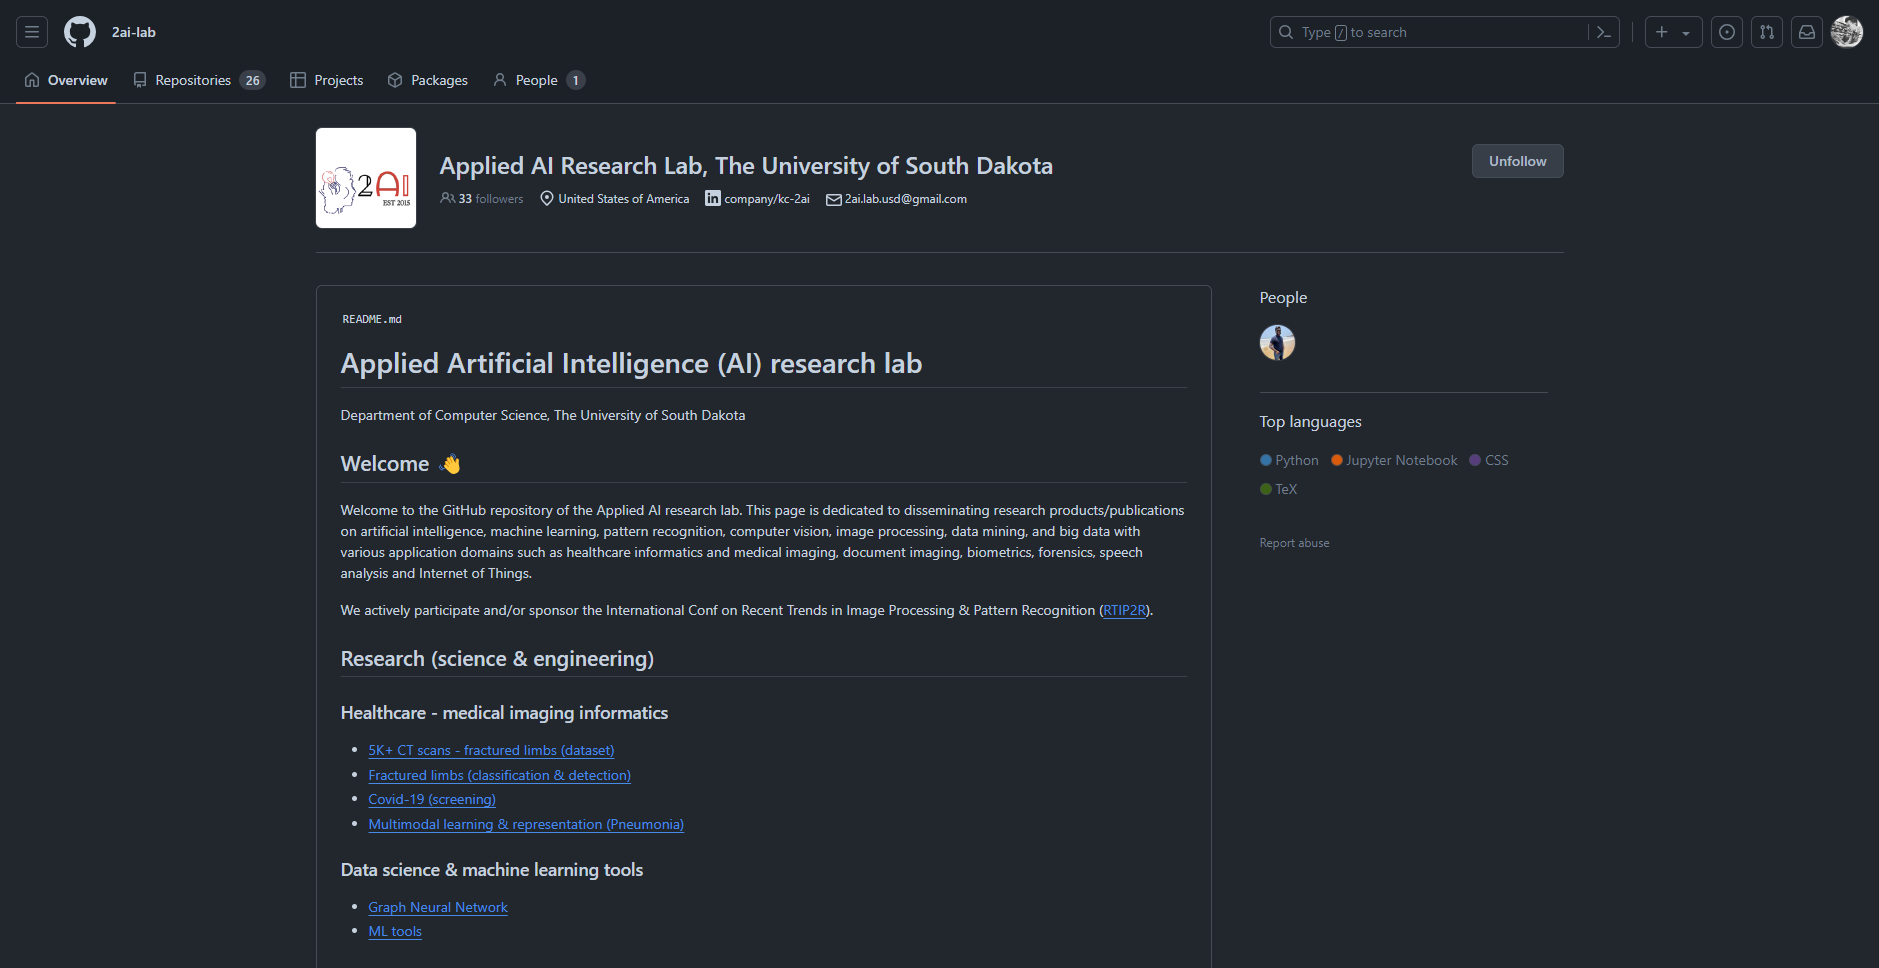 2ai-lab
Type / to search
Overview
Repositories 26
Projects
Packages
People 1
2AI
EST 2015
Applied AI Research Lab, The University of South Dakota
Unfollow
33 followers
United States of America
company/kc-2ai
2ai.lab.usd@gmail.com
README.md
Applied Artificial Intelligence (AI) research lab
Department of Computer Science, The University of South Dakota
Welcome 👋
Welcome to the GitHub repository of the Applied AI research lab. This page is dedicated to disseminating research products/publications
on artificial intelligence, machine learning, pattern recognition, computer vision, image processing, data mining, and big data with
various application domains such as healthcare informatics and medical imaging, document imaging, biometrics, forensics, speech
analysis and Internet of Things.
We actively participate and/or sponsor the International Conf on Recent Trends in Image Processing & Pattern Recognition (RTIP2R).
Research (science & engineering)
Healthcare - medical imaging informatics
5K+ CT scans - fractured limbs (dataset)
Fractured limbs (classification & detection)
Covid-19 (screening)
Multimodal learning & representation (Pneumonia)
Data science & machine learning tools
Graph Neural Network
ML tools
People
Top languages
Python
Jupyter Notebook
CSS
TeX
Report abuse